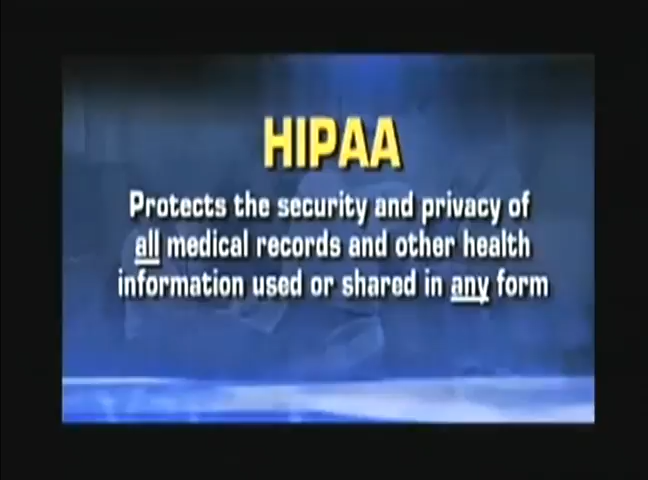 HIPAA
Protects the security and privacy of
all medical records and other health
information used or shared in any form